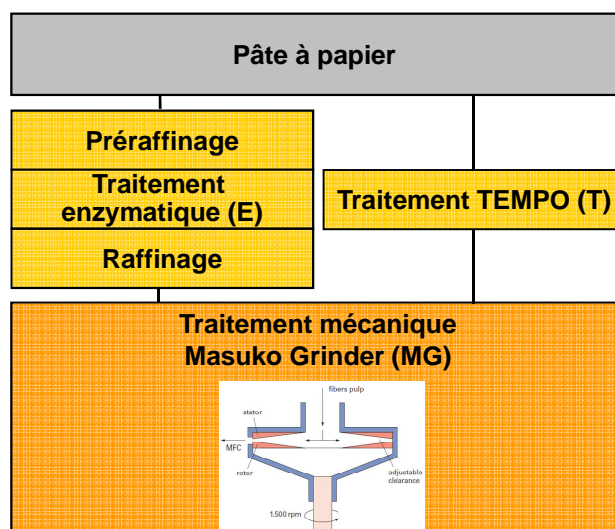 Pâte à papier
Préraffinage
Traitement
enzymatique (E)
Traitement TEMPO (T)
Raffinage
Traitement mécanique
Masuko Grinder (MG)
fibers pulp
stator
MFC
rotor
adjustable
clearance
1.500 rpm